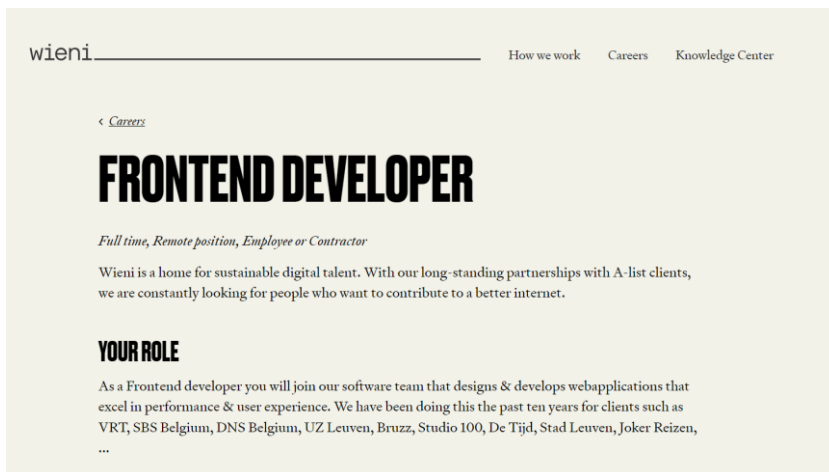 wieni
How we work Careers Knowledge Center
‹ Careers
FRONTEND DEVELOPER
Full time, Remote position, Employee or Contractor
Wieni is a home for sustainable digital talent. With our long-standing partnerships with A-list clients,
we are constantly looking for people who want to contribute to a better internet.
YOUR ROLE
As a Frontend developer you will join our software team that designs & develops webapplications that
excel in performance & user experience. We have been doing this the past ten years for clients such as
VRT, SBS Belgium, DNS Belgium, UZ Leuven, Bruzz, Studio 100, De Tijd, Stad Leuven, Joker Reizen,
...